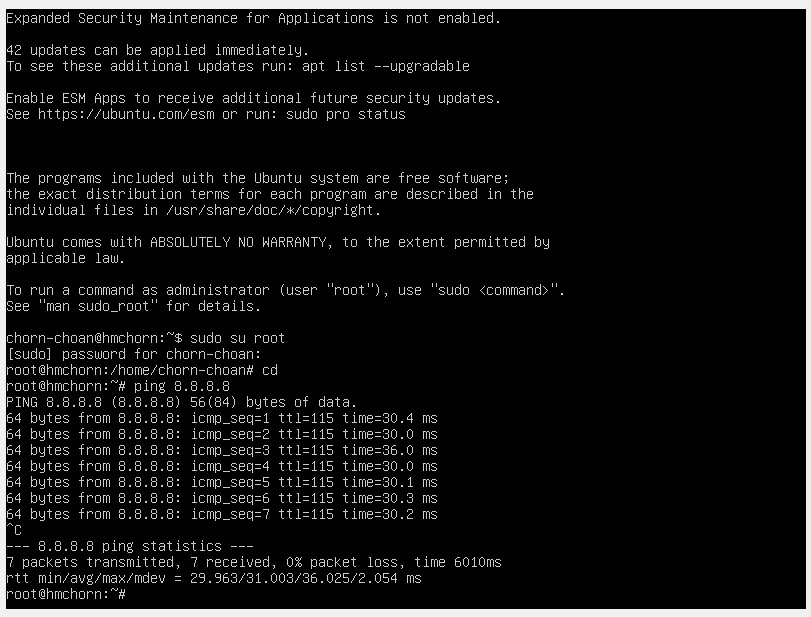 Expanded Security Maintenance for Applications is not enabled.
42 updates can be applied immediately.
To see these additional updates run: apt list --upgradable
Enable ESM Apps to receive additional future security updates.
See https://ubuntu.com/esm or run: sudo pro status
The programs included with the Ubuntu system are free software;
the exact distribution terms for each program are described in the
individual files in /usr/share/doc/*/copyright.
Ubuntu comes with ABSOLUTELY NO WARRANTY, to the extent permitted by
applicable law.
To run a command as administrator (user "root"), use "sudo <command>".
See "man sudo_root" for details.
chorn-choan@hmchorn:~$ sudo su root
[sudo] password for chorn-choan:
root@hmchorn:/home/chorn-choan# cd
root@hmchorn:~# ping 8.8.8.8
PING 8.8.8.8 (8.8.8.8) 56(84) bytes of data.
64 bytes from 8.8.8.8: icmp_seq=1 ttl=115 time=30.4 ms
64 bytes from 8.8.8.8: icmp_seq=2 ttl=115 time=30.0 ms
64 bytes from 8.8.8.8: icmp_seq=3 ttl=115 time=36.0 ms
64 bytes from 8.8.8.8: icmp_seq=4 ttl=115 time=30.0 ms
64 bytes from 8.8.8.8: icmp_seq=5 ttl=115 time=30.1 ms
64 bytes from 8.8.8.8: icmp_seq=6 ttl=115 time=30.3 ms
64 bytes from 8.8.8.8: icmp_seq=7 ttl=115 time=30.2 ms
^C
--- 8.8.8.8 ping statistics ---
7 packets transmitted, 7 received, 0% packet loss, time 6010ms
rtt min/avg/max/mdev = 29.963/31.003/36.025/2.054 ms
root@hmchorn:~#